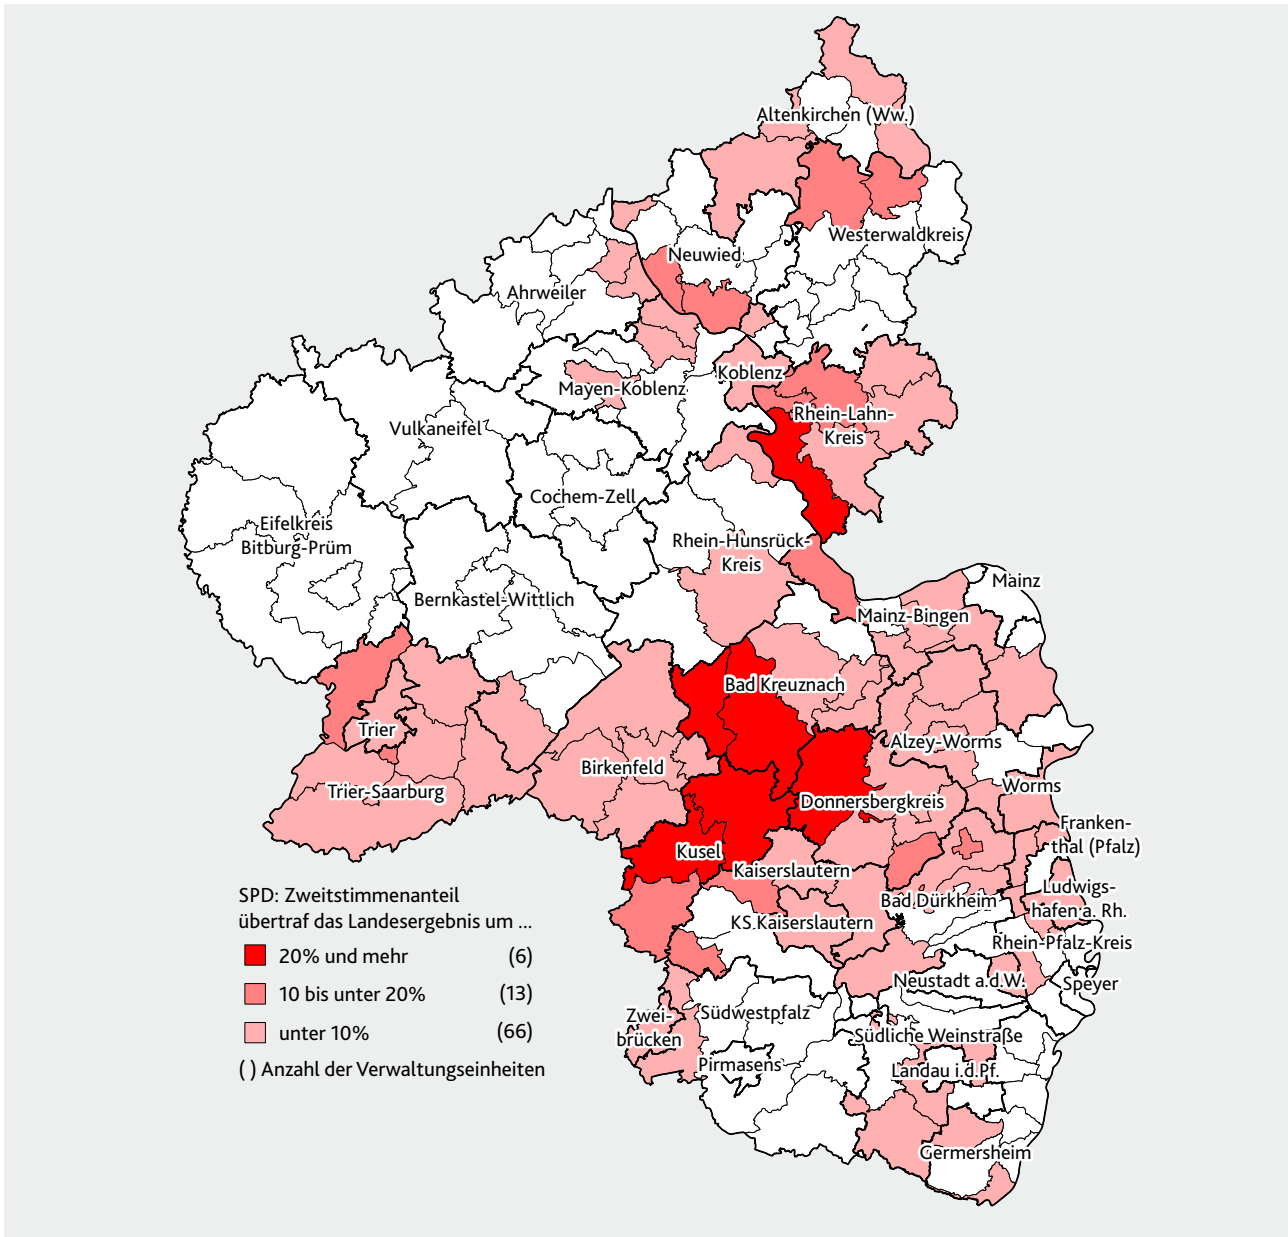 Altenkirchen (Ww.)
Westerwaldkreis
Neuwied
Ahrweiler
Koblenz
Mayen-Koblenz
Rhein-Lahn-
Kreis
Vulkaneifel
Cochem-Zell
Eifelkreis
Bitburg-Prüm
Rhein-Hunsrück-
Kreis
Mainz
Bernkastel-Wittlich
Mainz-Bingen
Bad Kreuznach
Trier
Alzey-Worms
Birkenfeld
Trier-Saarburg
Worms
Donnersbergkreis
Franken-
thal (Pfalz)
Kusel
Kaiserslautern
Ludwigs-
hafen a. Rh.
Bad Dürkheim
KS Kaiserslautern
Rhein-Pfalz-Kreis
Neustadt a.d.W.
Speyer
Zwei-
brücken
Südwestpfalz
Südliche Weinstraße
Pirmasens
Landau i.d.Pf.
Germersheim
SPD: Zweitstimmenanteil
übertraf das Landesergebnis um ...
20% und mehr (6)
10 bis unter 20% (13)
unter 10% (66)
( ) Anzahl der Verwaltungseinheiten